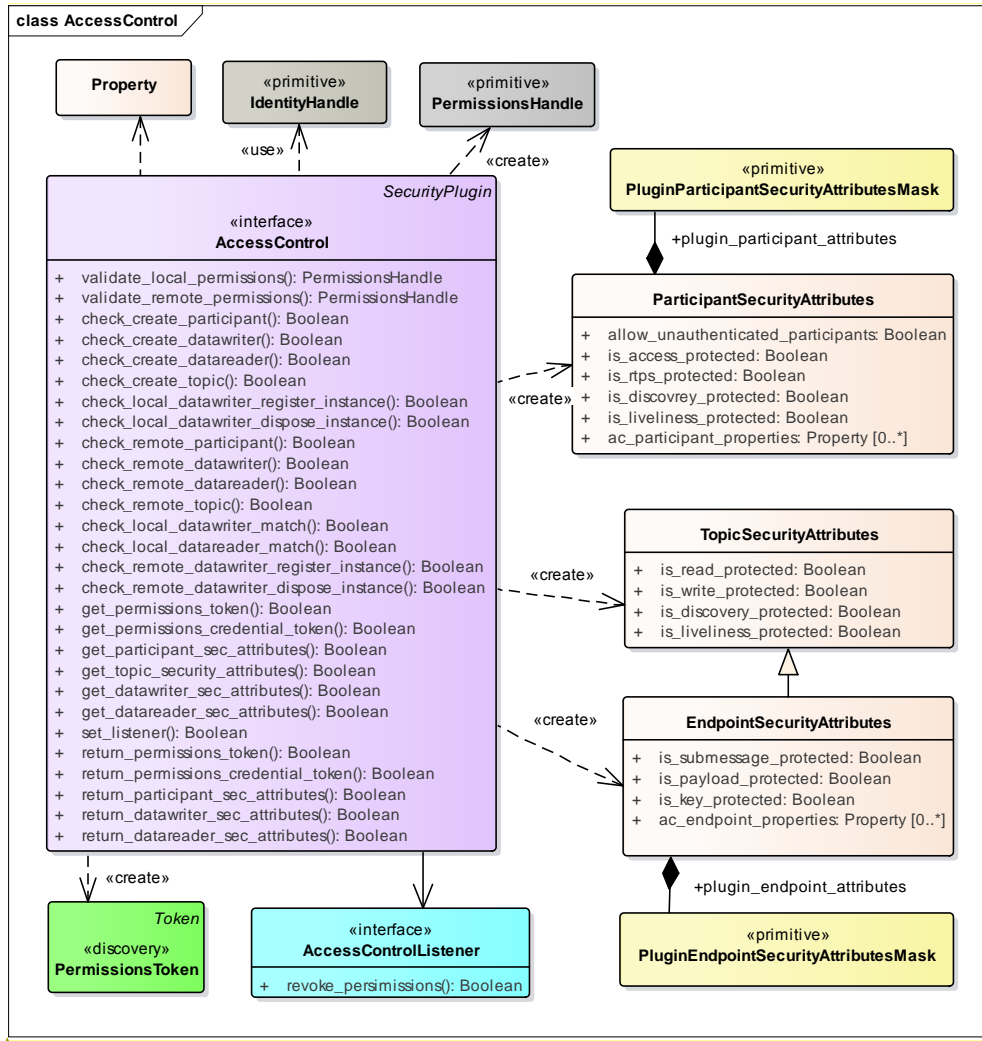 class AccessControl
Property
«primitive»
IdentityHandle
«primitive»
PermissionsHandle
«use»
«create»
«primitive»
PluginParticipantSecurityAttributesMask
+plugin_participant_attributes
SecurityPlugin
«interface»
AccessControl
+ validate_local_permissions(): PermissionsHandle
+ validate_remote_permissions(): PermissionsHandle
+ check_create_participant(): Boolean
+ check_create_datawriter(): Boolean
+ check_create_datareader(): Boolean
+ check_create_topic(): Boolean
+ check_local_datawriter_register_instance(): Boolean
+ check_local_datawriter_dispose_instance(): Boolean
+ check_remote_participant(): Boolean
+ check_remote_datawriter(): Boolean
+ check_remote_datareader(): Boolean
+ check_remote_topic(): Boolean
+ check_local_datawriter_match(): Boolean
+ check_local_datareader_match(): Boolean
+ check_remote_datawriter_register_instance(): Boolean
+ check_remote_datawriter_dispose_instance(): Boolean
+ get_permissions_token(): Boolean
+ get_permissions_credential_token(): Boolean
+ get_participant_sec_attributes(): Boolean
+ get_topic_security_attributes(): Boolean
+ get_datawriter_sec_attributes(): Boolean
+ get_datareader_sec_attributes(): Boolean
+ set_listener(): Boolean
+ return_permissions_token(): Boolean
+ return_permissions_credential_token(): Boolean
+ return_participant_sec_attributes(): Boolean
+ return_datawriter_sec_attributes(): Boolean
+ return_datareader_sec_attributes(): Boolean
ParticipantSecurityAttributes
+ allow_unauthenticated_participants: Boolean
+ is_access_protected: Boolean
+ is_rtps_protected: Boolean
+ is_discovrey_protected: Boolean
+ is_liveliness_protected: Boolean
+ ac_participant_properties: Property [0..*]
«create»
TopicSecurityAttributes
+ is_read_protected: Boolean
+ is_write_protected: Boolean
+ is_discovery_protected: Boolean
+ is_liveliness_protected: Boolean
«create»
EndpointSecurityAttributes
+ is_submessage_protected: Boolean
+ is_payload_protected: Boolean
+ is_key_protected: Boolean
+ ac_endpoint_properties: Property [0..*]
«create»
+plugin_endpoint_attributes
«primitive»
PluginEndpointSecurityAttributesMask
«create»
Token
«discovery»
PermissionsToken
«interface»
AccessControlListener
+ revoke_persimissions(): Boolean